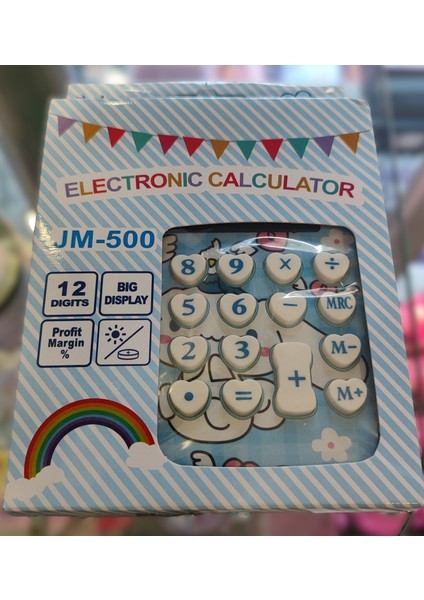 ELECTRONIC CALCULATOR
JM-500
12
DIGITS
BIG
DISPLAY
Profit
Margin
%
8 9 × ÷
5 6 − MRC
2 3 + M-
• = M+